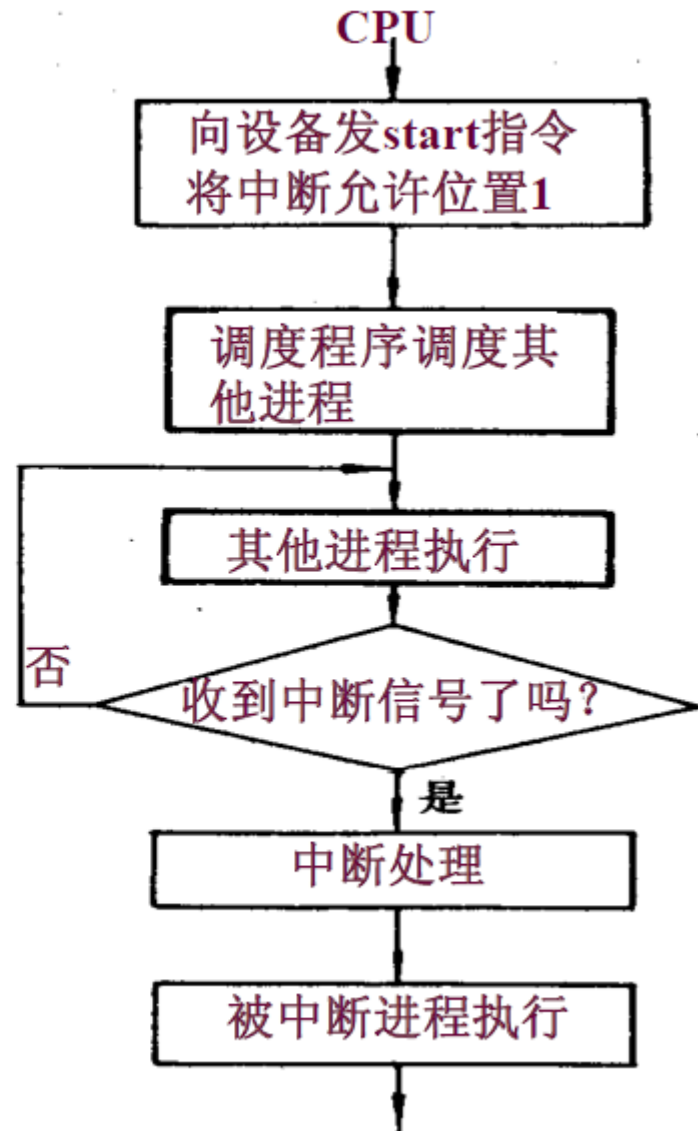 CPU
向设备发start指令
将中断允许位置1
调度程序调度其
他进程
其他进程执行
否
收到中断信号了吗？
是
中断处理
被中断进程执行